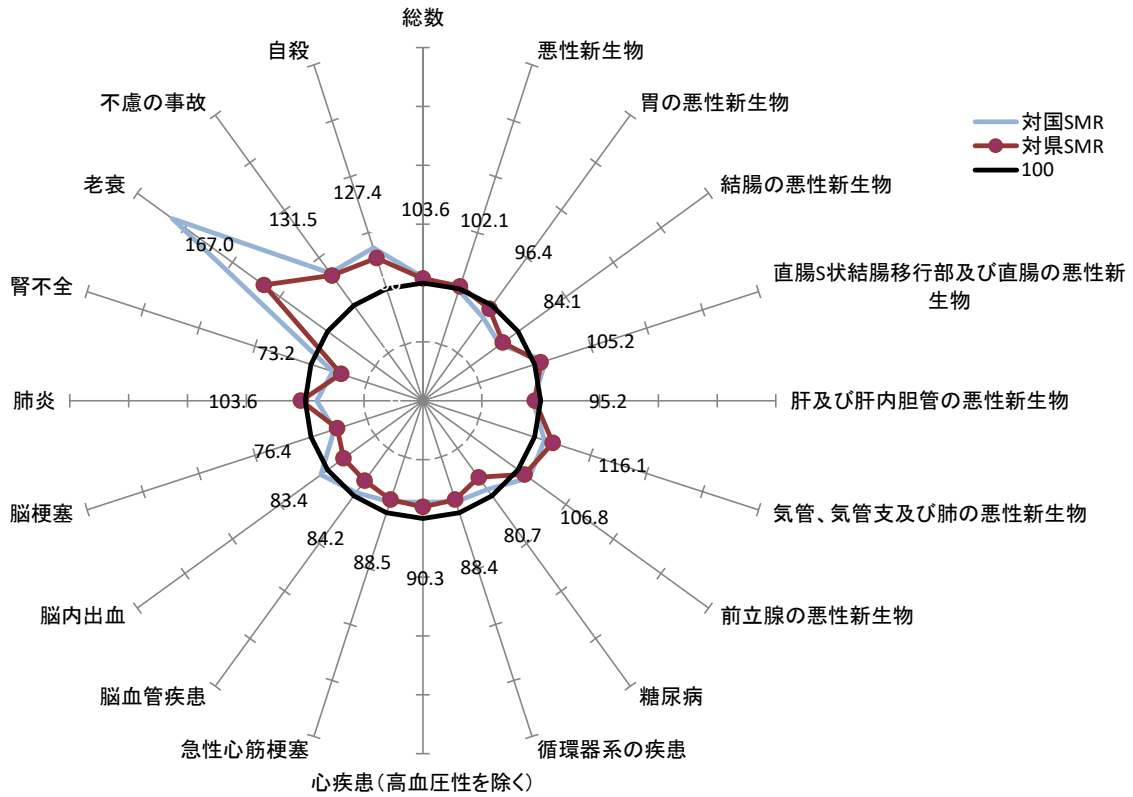 総数
自殺
悪性新生物
不慮の事故
胃の悪性新生物
対国SMR
対県SMR
100
老衰
結腸の悪性新生物
127.4
103.6
102.1
131.5
96.4
167.0
腎不全
84.1
直腸S状結腸移行部及び直腸の悪性新
生物
105.2
73.2
肺炎
103.6
95.2
肝及び肝内胆管の悪性新生物
76.4
116.1
脳梗塞
気管、気管支及び肺の悪性新生物
83.4
106.8
84.2
80.7
88.5
90.3
88.4
脳内出血
前立腺の悪性新生物
脳血管疾患
糖尿病
急性心筋梗塞
循環器系の疾患
心疾患（高血圧性を除く）